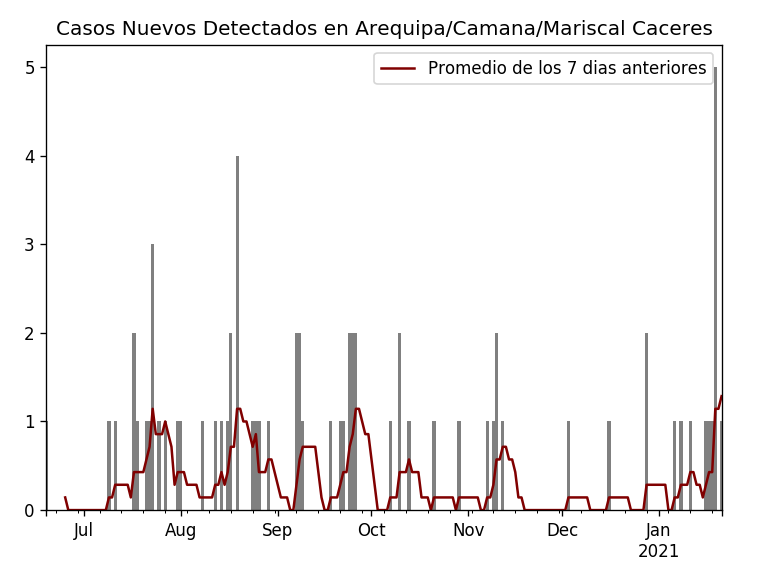 Casos Nuevos Detectados en Arequipa/Camana/Mariscal Caceres
Promedio de los 7 dias anteriores
5
4
3
2
1
0
Jul Aug Sep Oct Nov Dec Jan
2021